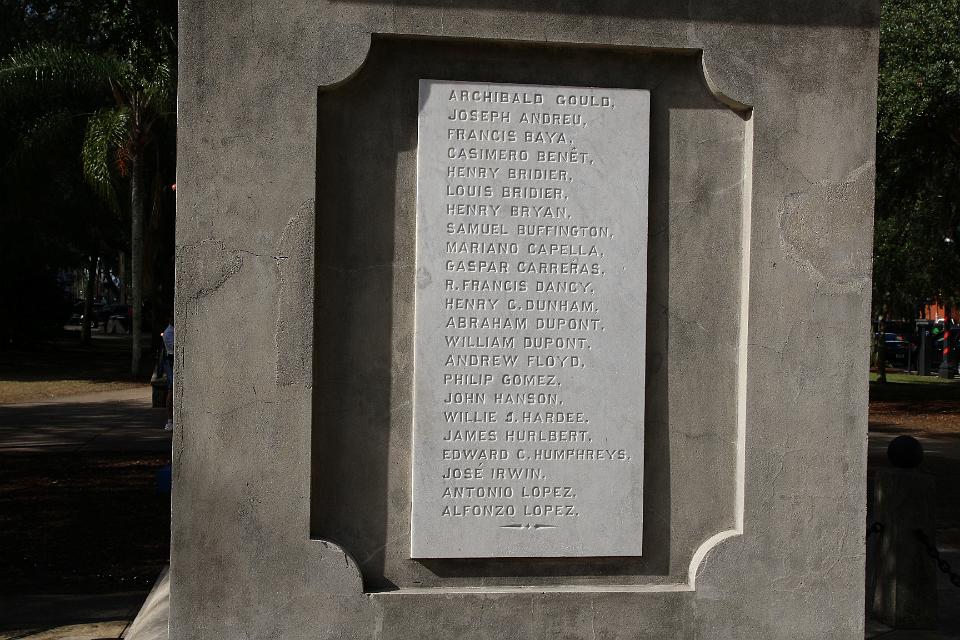 ARCHIBALD GOULD,
JOSEPH ANDREU,
FRANCIS BAYA,
CASIMERO BENÊT,
HENRY BRIDIER,
LOUIS BRIDIER,
HENRY BRYAN,
SAMUEL BUFFINGTON,
MARIANO CAPELLA,
GASPAR CARRERAS,
R. FRANCIS DANCY,
HENRY C. DUNHAM,
ABRAHAM DUPONT,
WILLIAM DUPONT.
ANDREW FLOYD,
PHILIP GOMEZ,
JOHN HANSON,
WILLIE J. HARDEE.
JAMES HURLBERT.
EDWARD C. HUMPHREYS,
JOSÉ IRWIN.
ANTONIO LOPEZ,
ALFONZO LOPEZ.